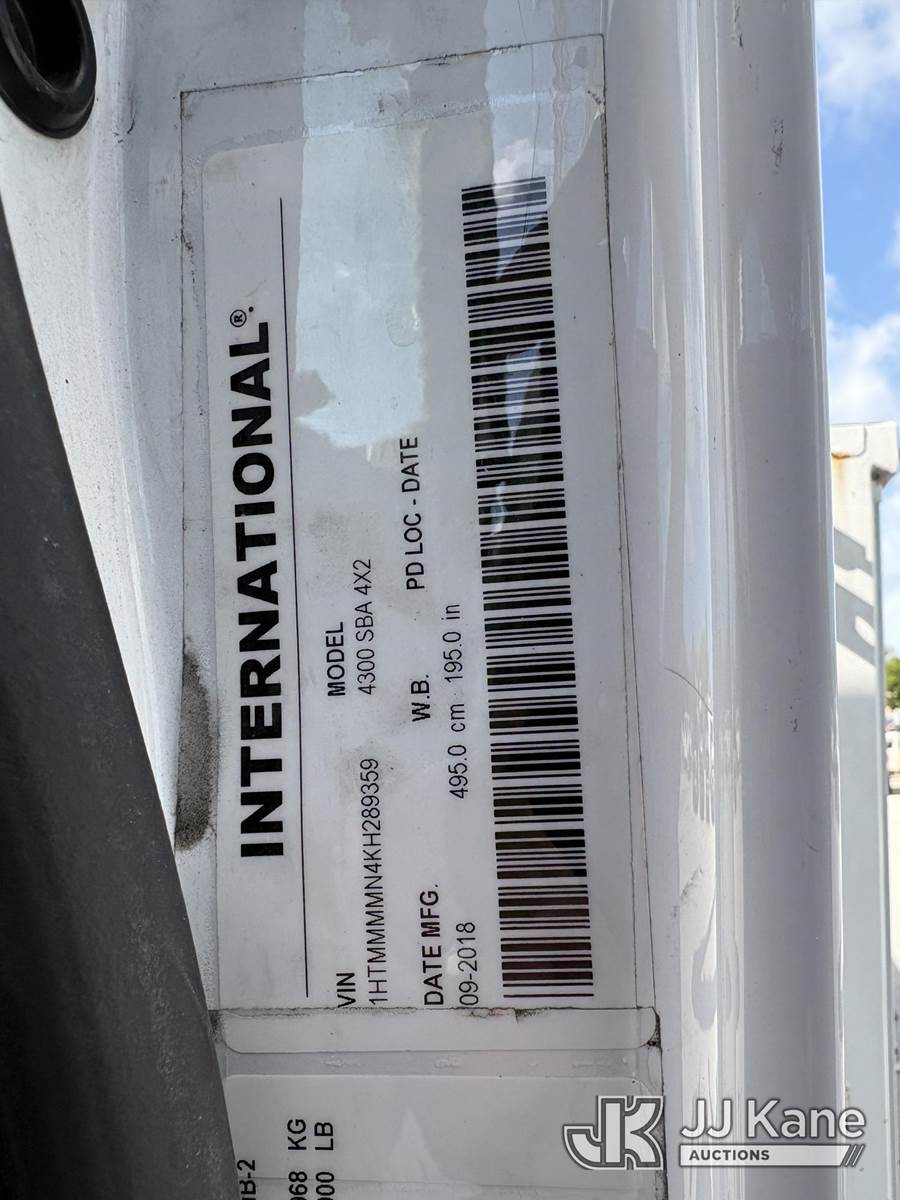 INTERNATIONAL®.
VIN MODEL
1HTMMMMN4KH289359 4300 SBA 4X2
DATE MFG. W.B. PD LOC - DATE
09-2018 495.0 cm 195.0 in
KG
LB
JK JJ Kane
AUCTIONS